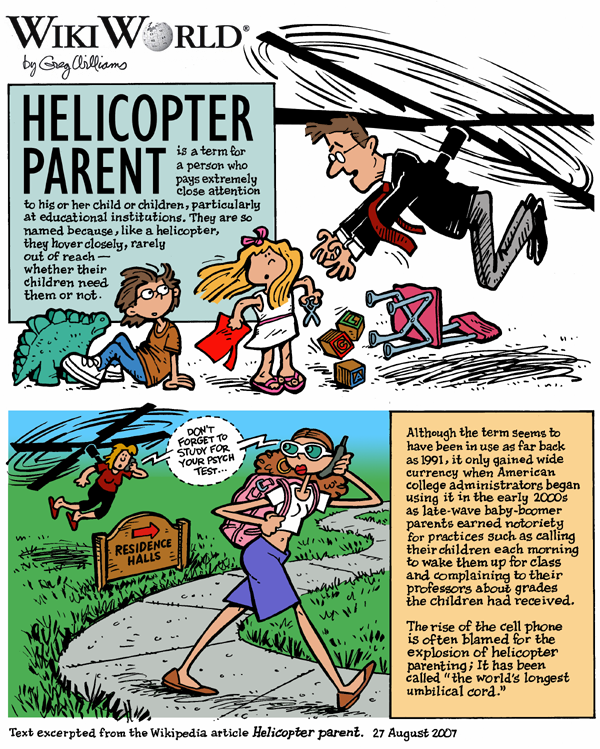 WIKIWORLD®
by Greg Williams
HELICOPTER
PARENT
is a term for
a person who
pays extremely
close attention
to his or her child or children, particularly
at educational institutions. They are so
named because, like a helicopter,
they hover closely, rarely
out of reach —
whether their
children need
them or not.
DON'T
FORGET TO
STUDY FOR
YOUR PSYCH
TEST...
RESIDENCE
HALLS
Although the term seems to
have been in use as far back
as 1991, it only gained wide
currency when American
college administrators began
using it in the early 2000s
as late-wave baby-boomer
parents earned notoriety
for practices such as calling
their children each morning
to wake them up for class
and complaining to their
professors about grades
the children had received.
The rise of the cell phone
is often blamed for the
explosion of helicopter
parenting; It has been
called "the world's longest
umbilical cord."
Text excerpted from the Wikipedia article Helicopter parent. 27 August 2007